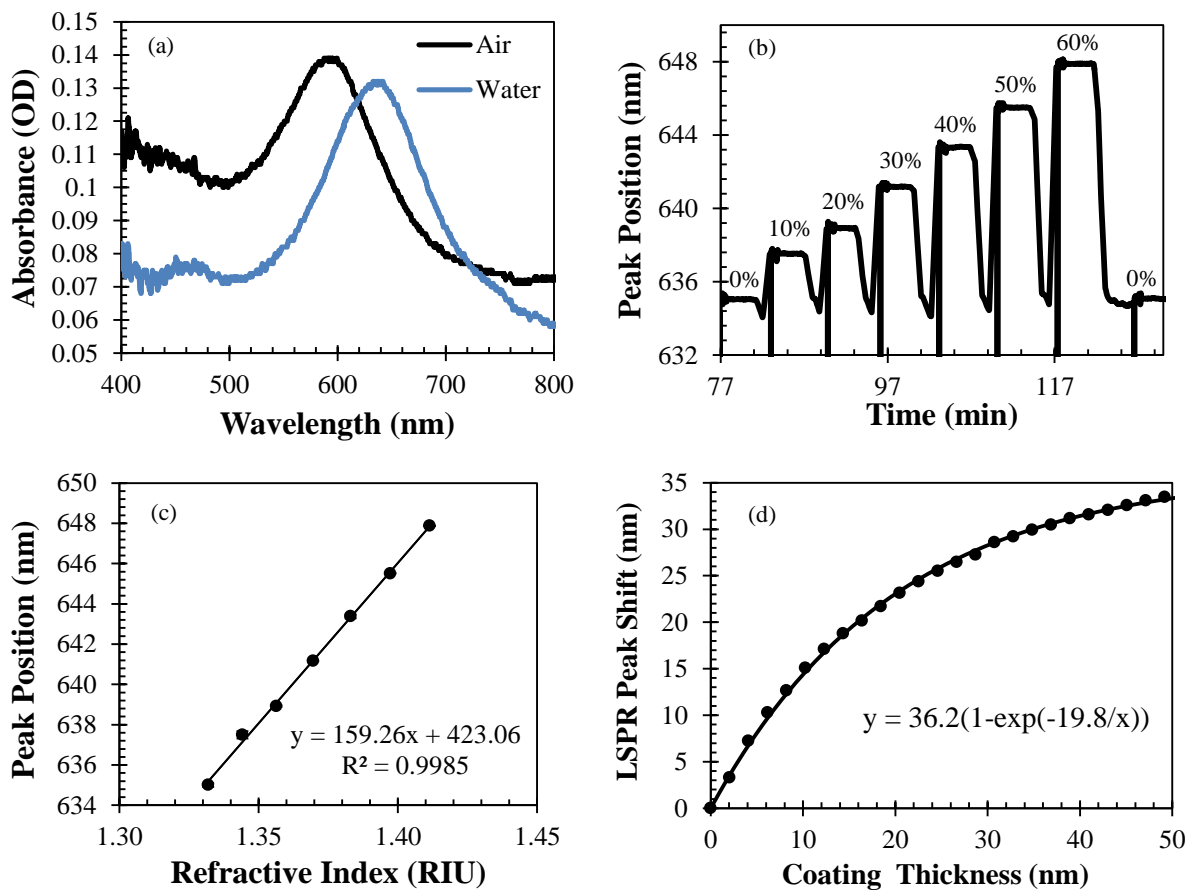 (a)
Air
Water
0.15
0.14
0.13
0.12
0.11
0.1
0.09
0.08
0.07
0.06
0.05
Absorbance (OD)
400 500 600 700 800
Wavelength (nm)
(b)
0% 10% 20% 30% 40% 50% 60% 0%
648
644
640
636
632
Peak Position (nm)
77 97 117
Time (min)
(c)
650
648
646
644
642
640
638
636
634
Peak Position (nm)
y = 159.26x + 423.06
R² = 0.9985
1.30 1.35 1.40 1.45
Refractive Index (RIU)
(d)
35
30
25
20
15
10
5
0
LSPR Peak Shift (nm)
y = 36.2(1-exp(-19.8/x))
0 10 20 30 40 50
Coating Thickness (nm)